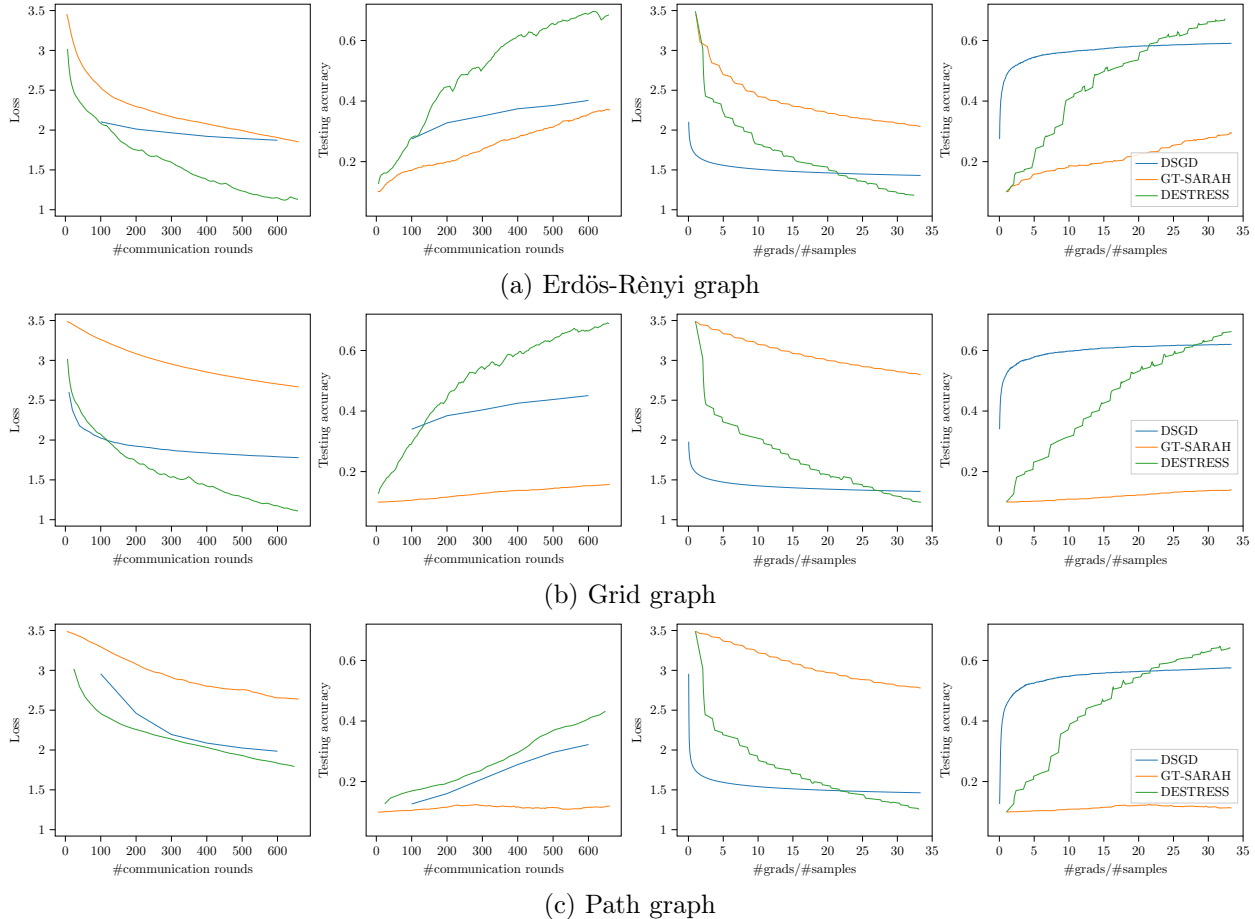 3.5
3
2.5
2
1.5
1
Loss
0 100 200 300 400 500 600
#communication rounds
0.6
0.4
0.2
Testing accuracy
0 100 200 300 400 500 600
#communication rounds
3.5
3
2.5
2
1.5
1
Loss
0 5 10 15 20 25 30 35
#grads/#samples
0.6
0.4
0.2
Testing accuracy
DSGD
GT-SARAH
DESTRESS
0 5 10 15 20 25 30 35
#grads/#samples
(a) Erdös-Rènyi graph
3.5
3
2.5
2
1.5
1
Loss
0 100 200 300 400 500 600
#communication rounds
0.6
0.4
0.2
Testing accuracy
0 100 200 300 400 500 600
#communication rounds
3.5
3
2.5
2
1.5
1
Loss
0 5 10 15 20 25 30 35
#grads/#samples
0.6
0.4
0.2
Testing accuracy
DSGD
GT-SARAH
DESTRESS
0 5 10 15 20 25 30 35
#grads/#samples
(b) Grid graph
3.5
3
2.5
2
1.5
1
Loss
0 100 200 300 400 500 600
#communication rounds
0.6
0.4
0.2
Testing accuracy
0 100 200 300 400 500 600
#communication rounds
3.5
3
2.5
2
1.5
1
Loss
0 5 10 15 20 25 30 35
#grads/#samples
0.6
0.4
0.2
Testing accuracy
DSGD
GT-SARAH
DESTRESS
0 5 10 15 20 25 30 35
#grads/#samples
(c) Path graph